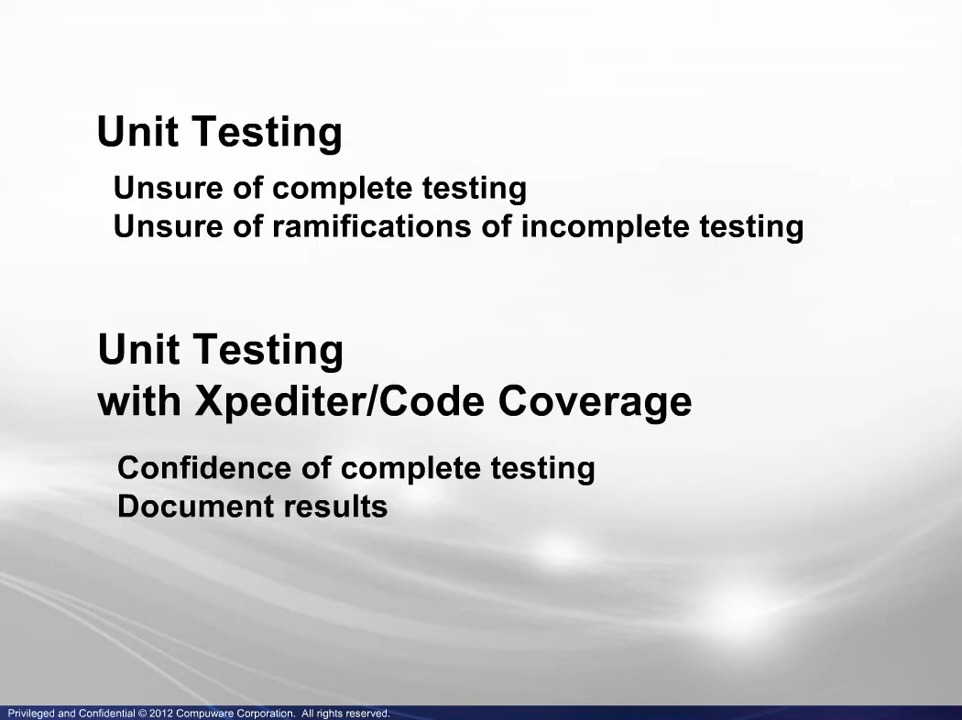 Unit Testing
Unsure of complete testing
Unsure of ramifications of incomplete testing
Unit Testing
with Xpediter/Code Coverage
Confidence of complete testing
Document results
Privileged and Confidential © 2012 Compuware Corporation. All rights reserved.